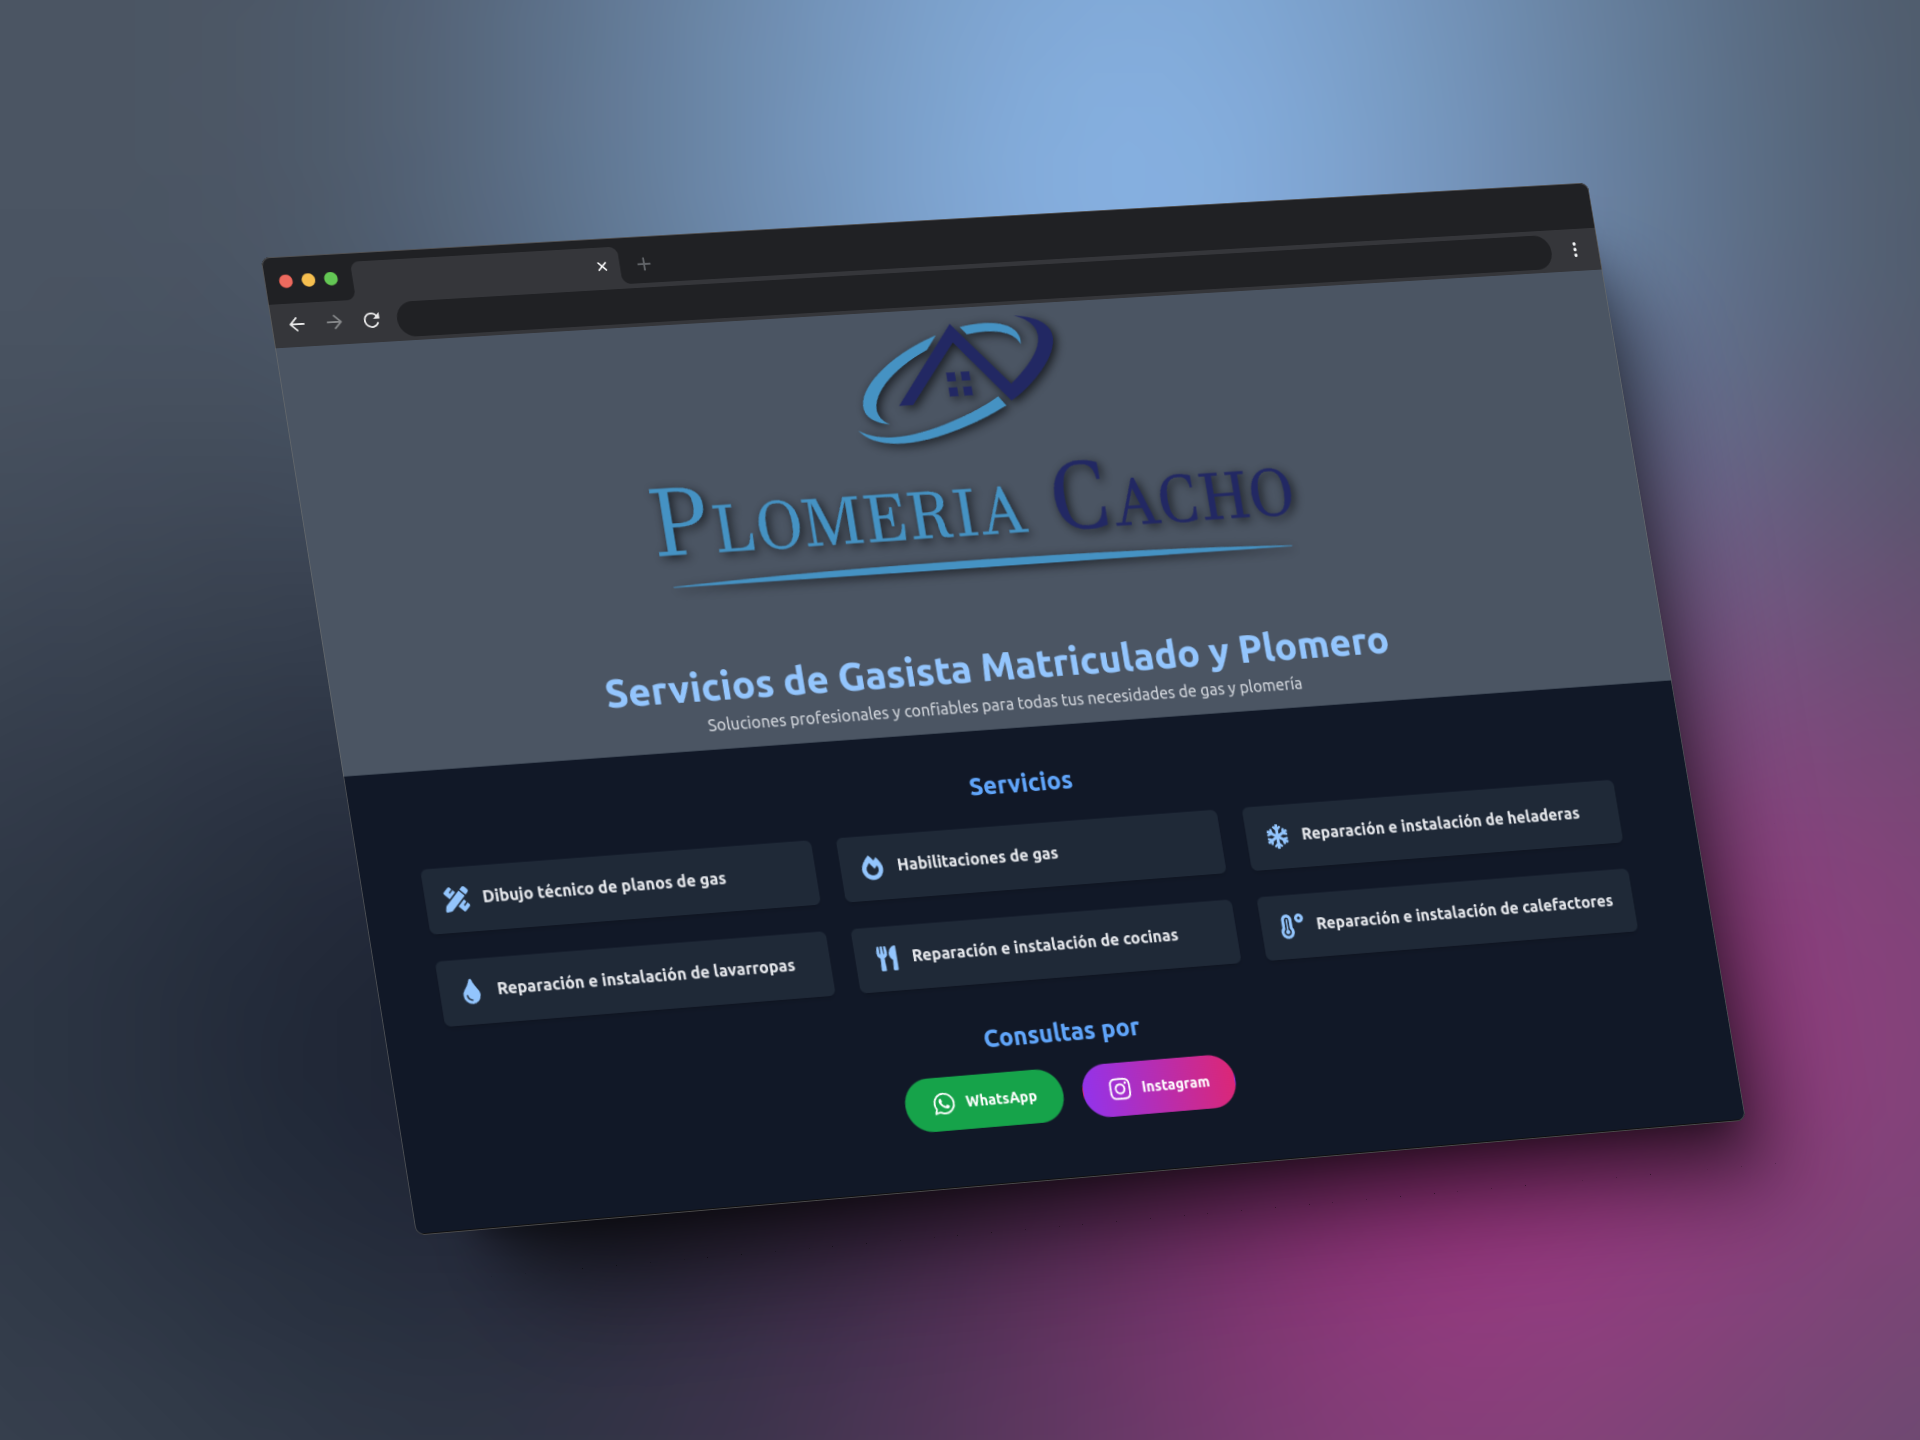 PLOMERIA CACHO
Servicios de Gasista Matriculado y Plomero
Soluciones profesionales y confiables para todas tus necesidades de gas y plomería
Servicios
Dibujo técnico de planos de gas
Habilitaciones de gas
Reparación e instalación de heladeras
Reparación e instalación de lavarropas
Reparación e instalación de cocinas
Reparación e instalación de calefactores
Consultas por
WhatsApp
Instagram